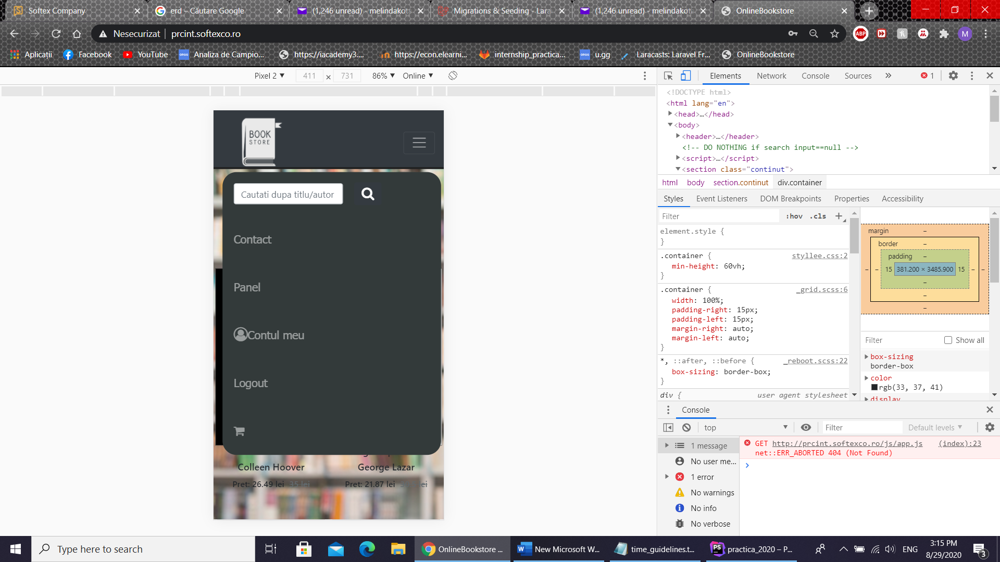 Softex Company
erd – Căutare Google
(1,246 unread) - melindakota
Migrations & Seeding - Lara
(1,246 unread) - melindakota
OnlineBookstore
Nesecurizat | prcint.softexco.ro
ABP
M
Aplicații
Facebook
YouTube
OPGG
Analiza de Campio...
https://iacademy3....
https://econ.elearni...
internship_practica...
OPGG
u.gg
Laracasts: Laravel Fr...
OnlineBookstore
Pixel 2 ▼
411 × 731
86% ▼
Online ▼
Elements
Network
Console
Sources
»
1
<!DOCTYPE html>
<html lang="en">
<head>…</head>
<body>
<header>…</header>
<!-- DO NOTHING if search input==null -->
<script>…</script>
<section class="continut">
html body section.continut div.container
Styles Event Listeners DOM Breakpoints Properties Accessibility
Filter :hov .cls +
element.style {
}
.container { styllee.css:2
min-height: 60vh;
}
.container { _grid.scss:6
width: 100%;
padding-right: 15px;
padding-left: 15px;
margin-right: auto;
margin-left: auto;
}
*, ::after, ::before { _reboot.scss:22
box-sizing: border-box;
}
div { user agent stylesheet
margin –
border –
padding –
– – 15 381.200 × 3485.900 15 – –
–
–
–
Filter Show all
box-sizing
border-box
color
rgb(33, 37, 41)
display
BOOK
STORE
Cautati dupa titlu/autor
Contact
Panel
Contul meu
Logout
Colleen Hoover
George Lazar
Pret: 26.49 lei 35 lei
Pret: 21.87 lei
Console
top ▼
Filter
Default levels ▼
1 message
No user me...
1 error
No warnings
No info
No verbose
GET http://prcint.softexco.ro/js/app.js (index):23
net::ERR_ABORTED 404 (Not Found)
Type here to search
OnlineBookstore ...
New Microsoft W...
time_guidelines.t...
PS
practica_2020 – P...
ENG
3:15 PM
8/29/2020
3